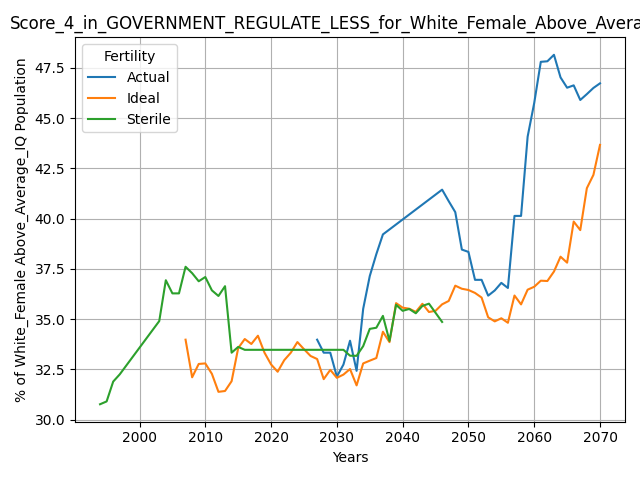 Score_4_in_GOVERNMENT_REGULATE_LESS_for_White_Female_Above_Avera
Fertility
Actual
Ideal
Sterile
% of White_Female Above_Average_IQ Population
47.5
45.0
42.5
40.0
37.5
35.0
32.5
30.0
2000 2010 2020 2030 2040 2050 2060 2070
Years